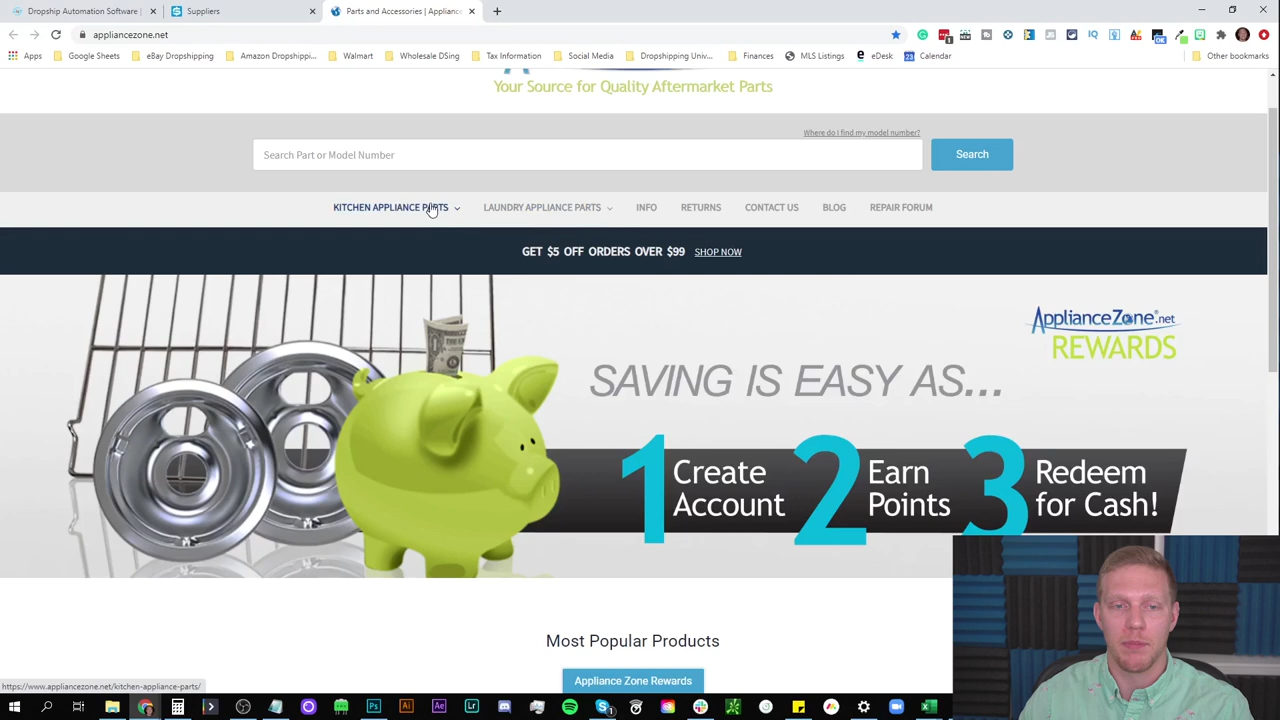 Dropship Automation Software |
Suppliers
Parts and Accessories | Appliance
appliancezone.net
Apps
Google Sheets
eBay Dropshipping
Amazon Dropshippi...
Walmart
Wholesale DSing
Tax Information
Social Media
Dropshipping Univ...
Finances
MLS Listings
eDesk
Calendar
Other bookmarks
Your Source for Quality Aftermarket Parts
Where do I find my model number?
Search Part or Model Number
Search
KITCHEN APPLIANCE PARTS
LAUNDRY APPLIANCE PARTS
INFO
RETURNS
CONTACT US
BLOG
REPAIR FORUM
GET $5 OFF ORDERS OVER $99 SHOP NOW
ApplianceZone.net
REWARDS
SAVING IS EASY AS...
1 Create Account
2 Earn Points
3 Redeem for Cash!
Most Popular Products
Appliance Zone Rewards
https://www.appliancezone.net/kitchen-appliance-parts/